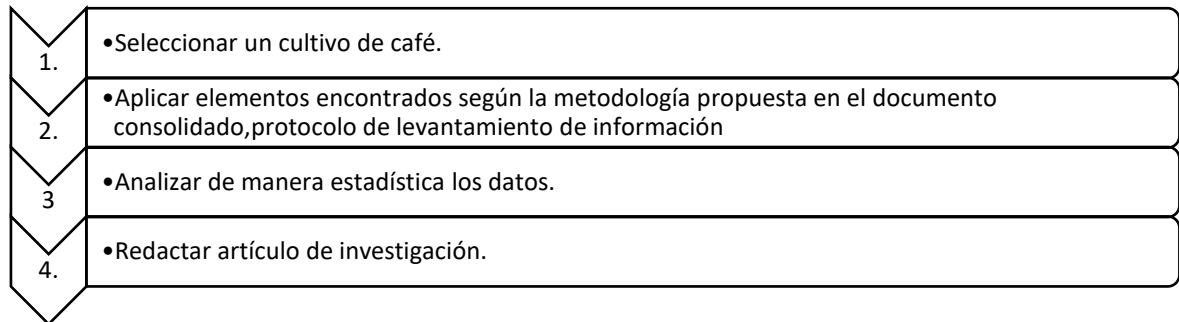 1.
•Seleccionar un cultivo de café.
2.
•Aplicar elementos encontrados según la metodología propuesta en el documento
consolidado,protocolo de levantamiento de información
3
•Analizar de manera estadística los datos.
4.
•Redactar artículo de investigación.